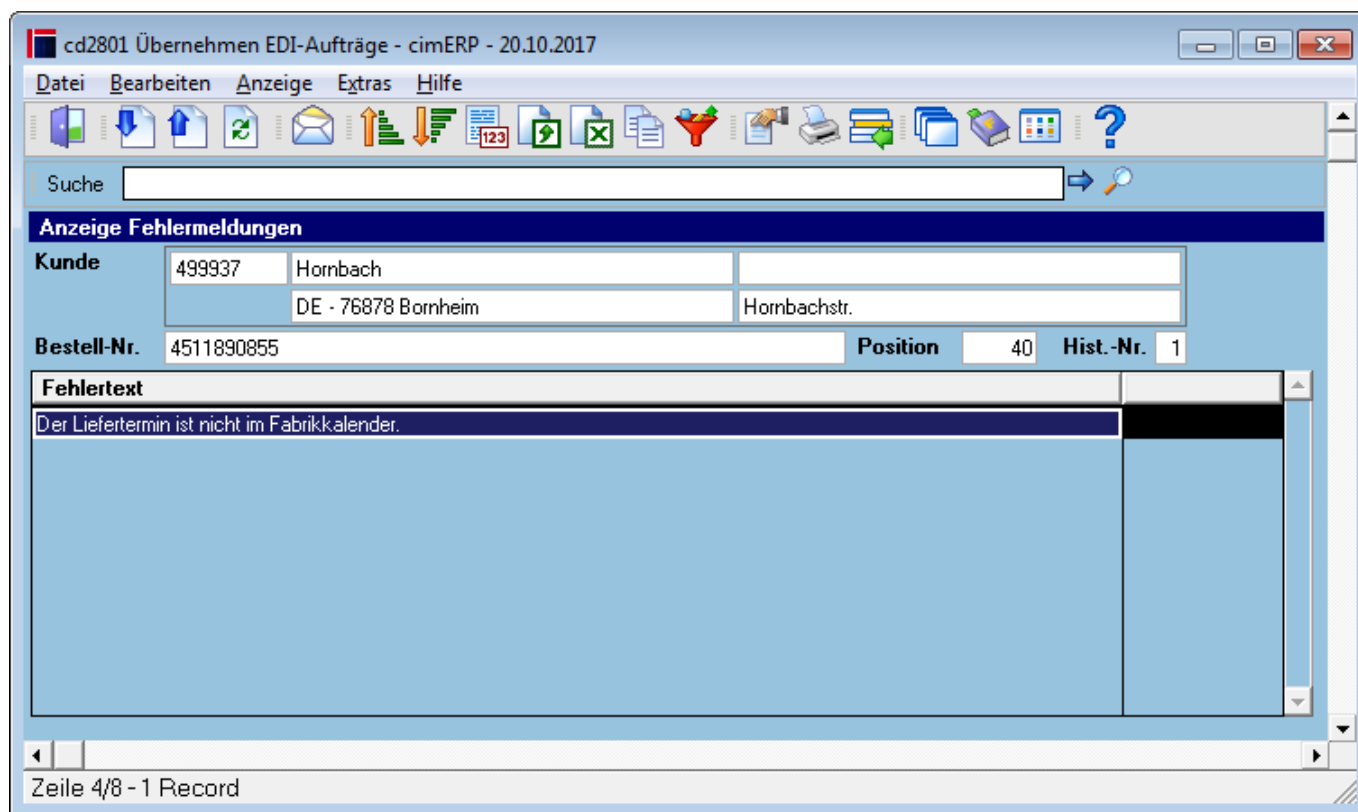 cd2801 Übernehmen EDI-Aufträge - cimERP - 20.10.2017
Datei Bearbeiten Anzeige Extras Hilfe
123
Suche
Anzeige Fehlermeldungen
Kunde 499937 Hornbach
DE - 76878 Bornheim Hornbachstr.
Bestell-Nr. 4511890855 Position 40 Hist.-Nr. 1
Fehlertext
Der Liefertermin ist nicht im Fabrikkalender.
Zeile 4/8 - 1 Record